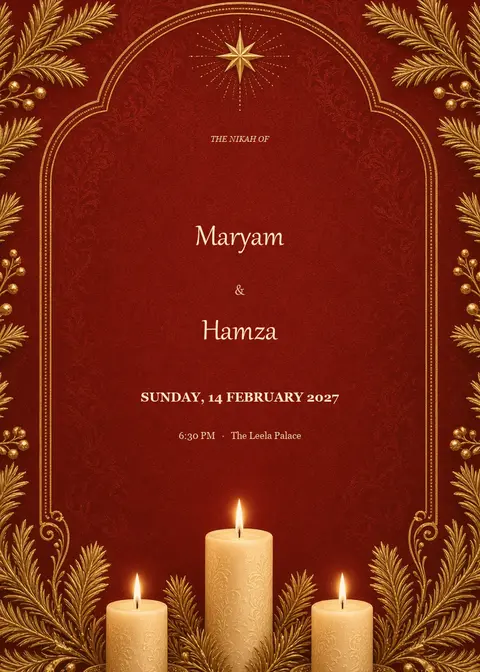 THE NIKAH OF
Maryam
&
Hamza
SUNDAY, 14 FEBRUARY 2027
6:30 PM · The Leela Palace